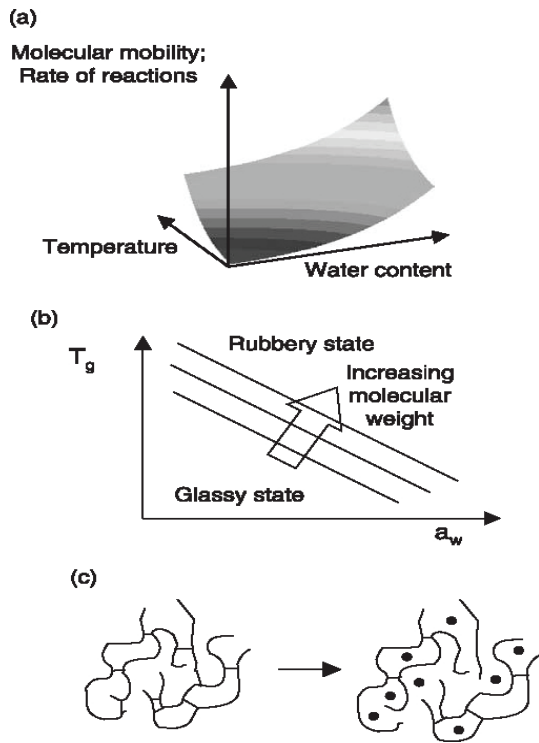 (a)
Molecular mobility;
Rate of reactions
Temperature
Water content
(b)
Tg
Rubbery state
Increasing
molecular
weight
Glassy state
aw
(c)